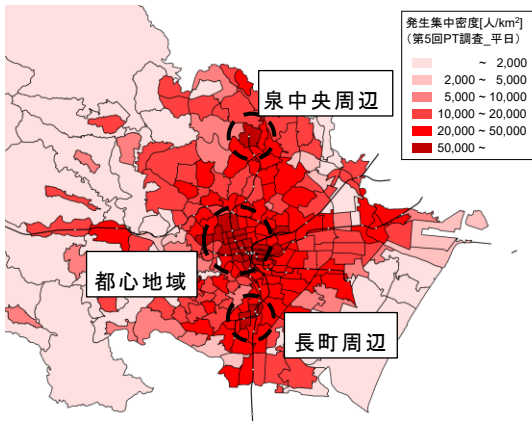 発生集中密度[人/km²]
(第5回PT調査_平日)
～ 2,000
2,000～ 5,000
5,000～10,000
10,000～20,000
20,000～50,000
50,000～
泉中央周辺
都心地域
長町周辺